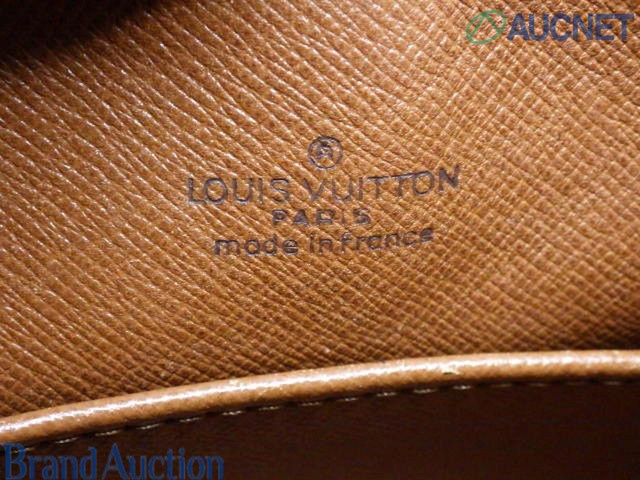 AUCNET
®
LOUIS VUITTON
PARIS
made in france
Brand Auction